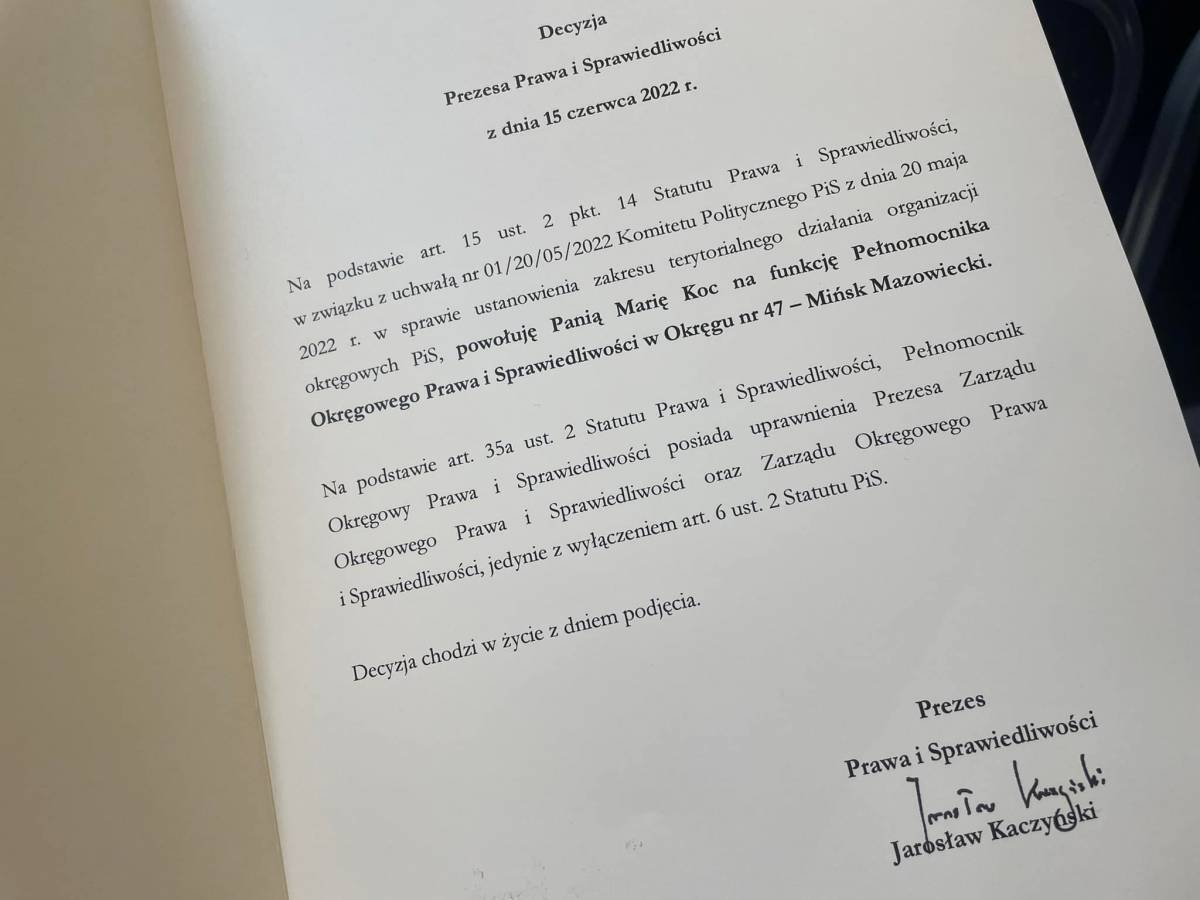 Decyzja
Prezesa Prawa i Sprawiedliwości
z dnia 15 czerwca 2022 r.
Na podstawie art. 15 ust. 2 pkt. 14 Statutu Prawa i Sprawiedliwości,
w związku z uchwałą nr 01/20/05/2022 Komitetu Politycznego PiS z dnia 20 maja
2022 r. w sprawie ustanowienia zakresu terytorialnego działania organizacji
okręgowych PiS, powołuję Panią Marię Koc na funkcję Pełnomocnika
Okręgowego Prawa i Sprawiedliwości w Okręgu nr 47 – Mińsk Mazowiecki.
Na podstawie art. 35a ust. 2 Statutu Prawa i Sprawiedliwości, Pełnomocnik
Okręgowy Prawa i Sprawiedliwości posiada uprawnienia Prezesa Zarządu
Okręgowego Prawa i Sprawiedliwości oraz Zarządu Okręgowego Prawa
i Sprawiedliwości, jedynie z wyłączeniem art. 6 ust. 2 Statutu PiS.
Decyzja chodzi w życie z dniem podjęcia.
Prezes
Prawa i Sprawiedliwości
Jarosław Kaczyński
Jarosław Kaczyński